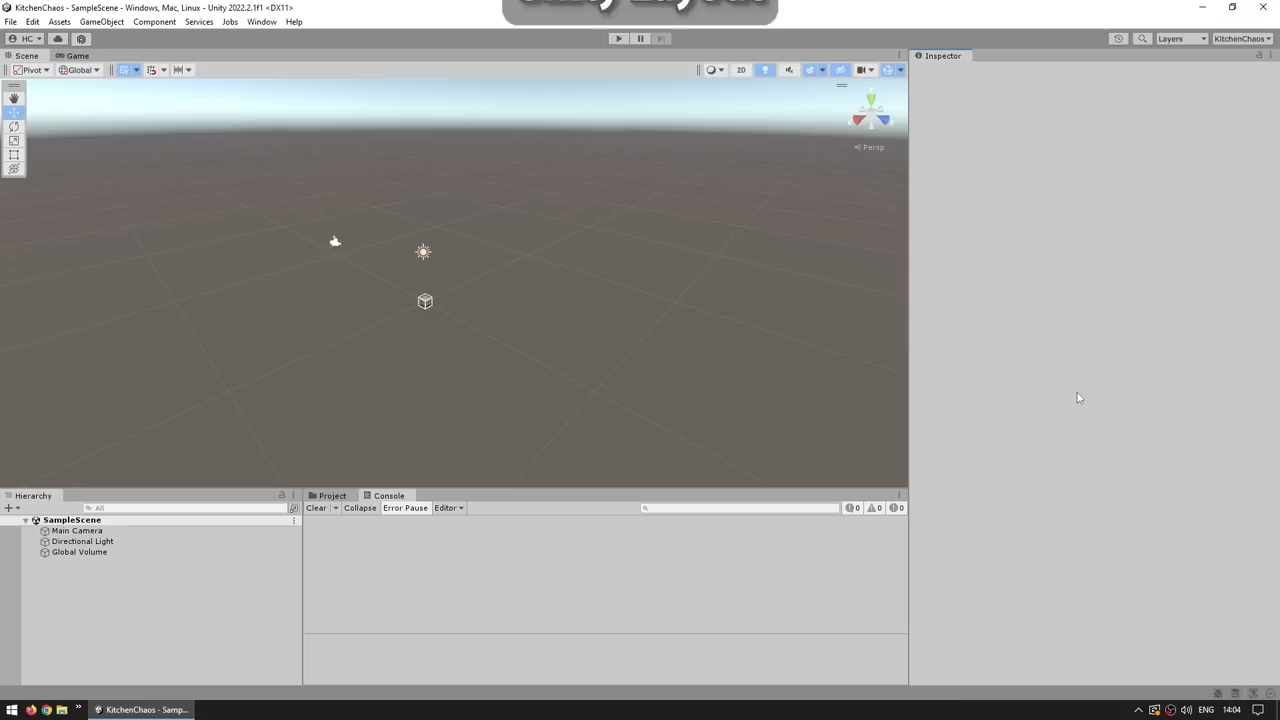 KitchenChaos - SampleScene - Windows, Mac, Linux - Unity 2022.2.1f1 <DX11>
Unity Layouts
File Edit Assets GameObject Component Services Jobs Window Help
HC Layers KitchenChaos
Scene Game Inspector
Pivot Global 2D
Persp
Hierarchy Project Console
All Clear Collapse Error Pause Editor 0 0 0
SampleScene
Main Camera
Directional Light
Global Volume
KitchenChaos - Samp... ENG 14:04